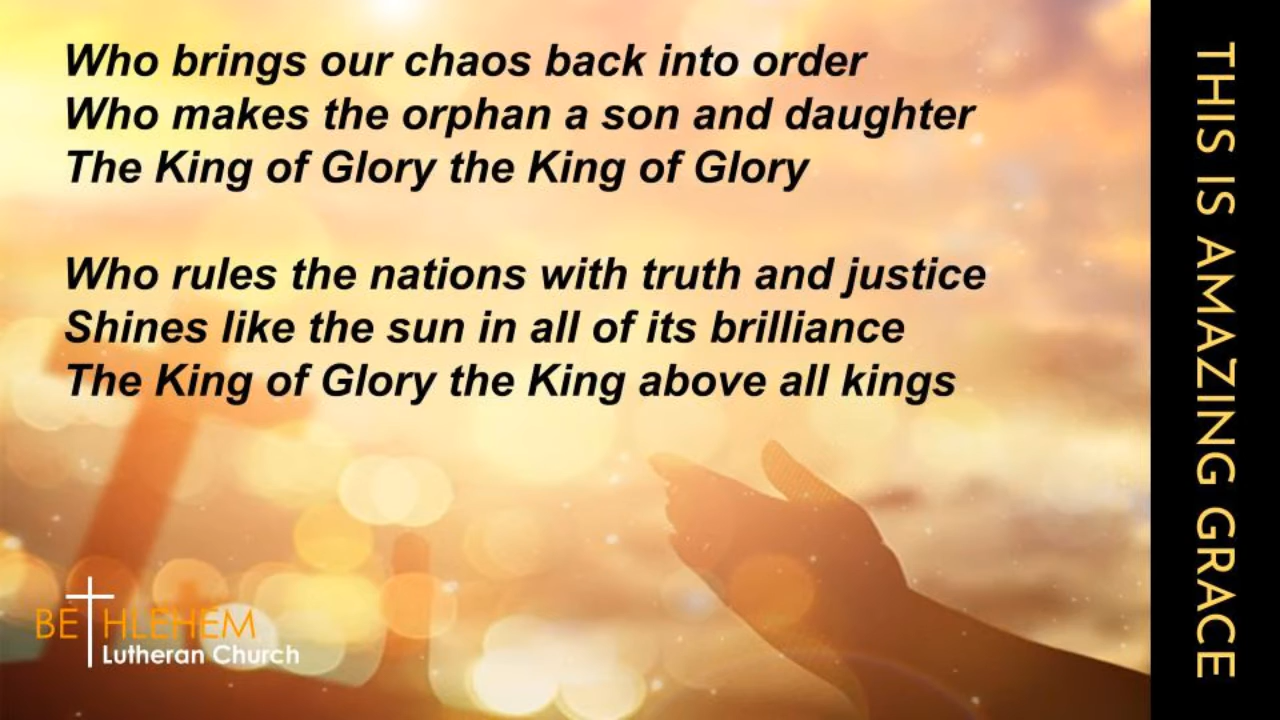 Who brings our chaos back into order
Who makes the orphan a son and daughter
The King of Glory the King of Glory
Who rules the nations with truth and justice
Shines like the sun in all of its brilliance
The King of Glory the King above all kings
THIS IS AMAZING GRACE
BETHLEHEM
Lutheran Church